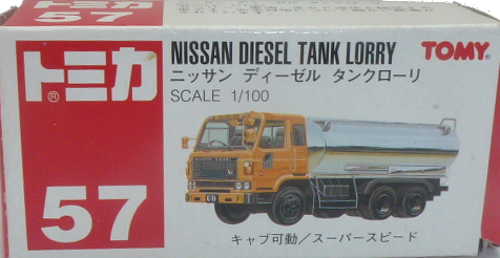 57
トミカ®
57
NISSAN DIESEL TANK LORRY
TOMY®
ニッサン ディーゼル タンクローリ
SCALE 1/100
キャブ可動／スーパースピード